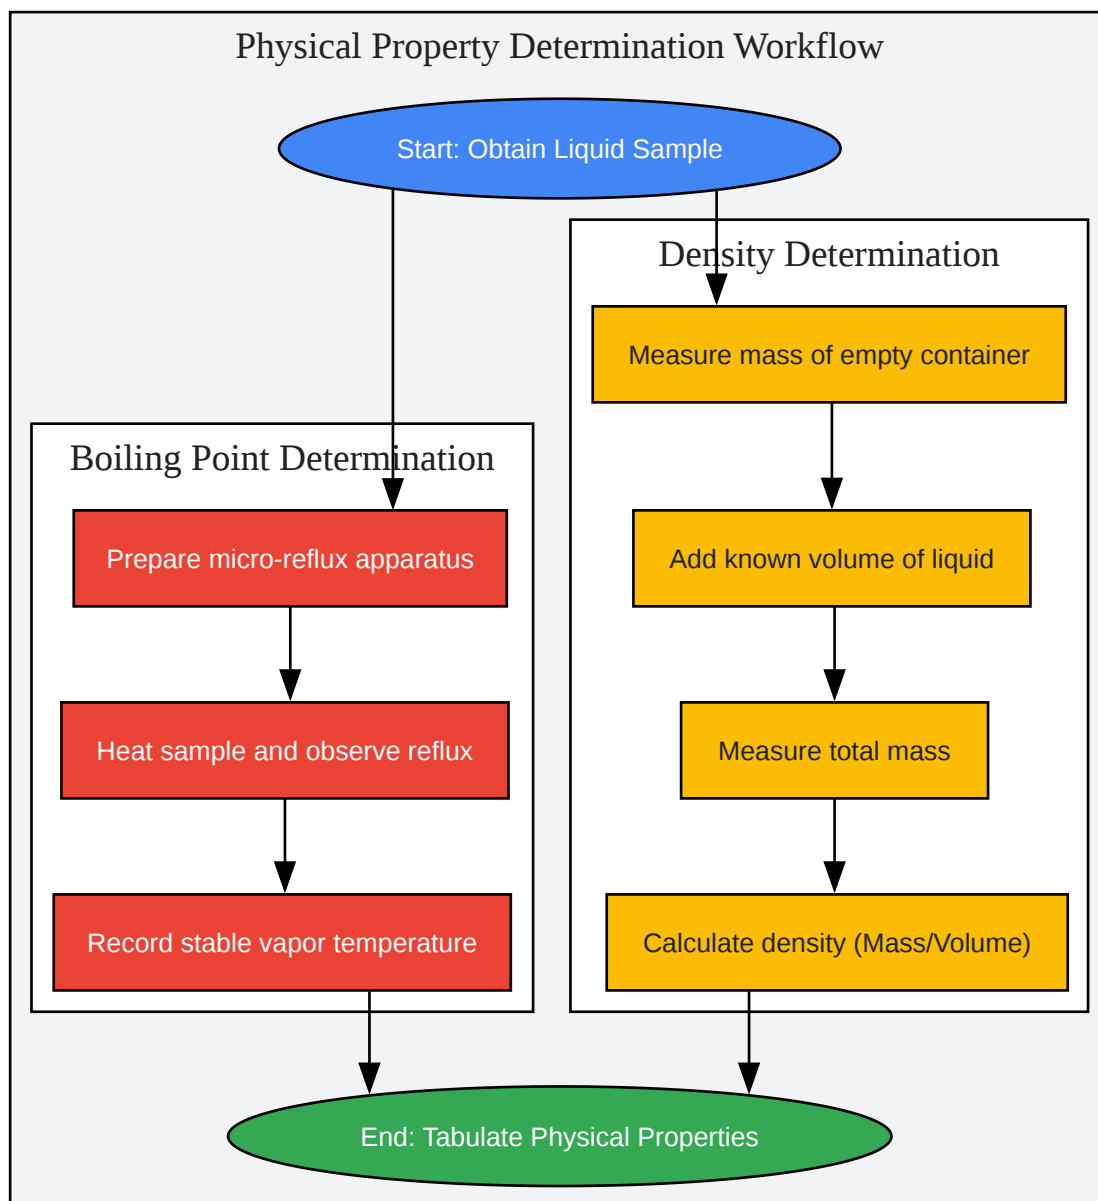 Physical Property Determination Workflow
Start: Obtain Liquid Sample
Density Determination
Measure mass of empty container
Boiling Point Determination
Prepare micro-reflux apparatus
Add known volume of liquid
Heat sample and observe reflux
Measure total mass
Record stable vapor temperature
Calculate density (Mass/Volume)
End: Tabulate Physical Properties